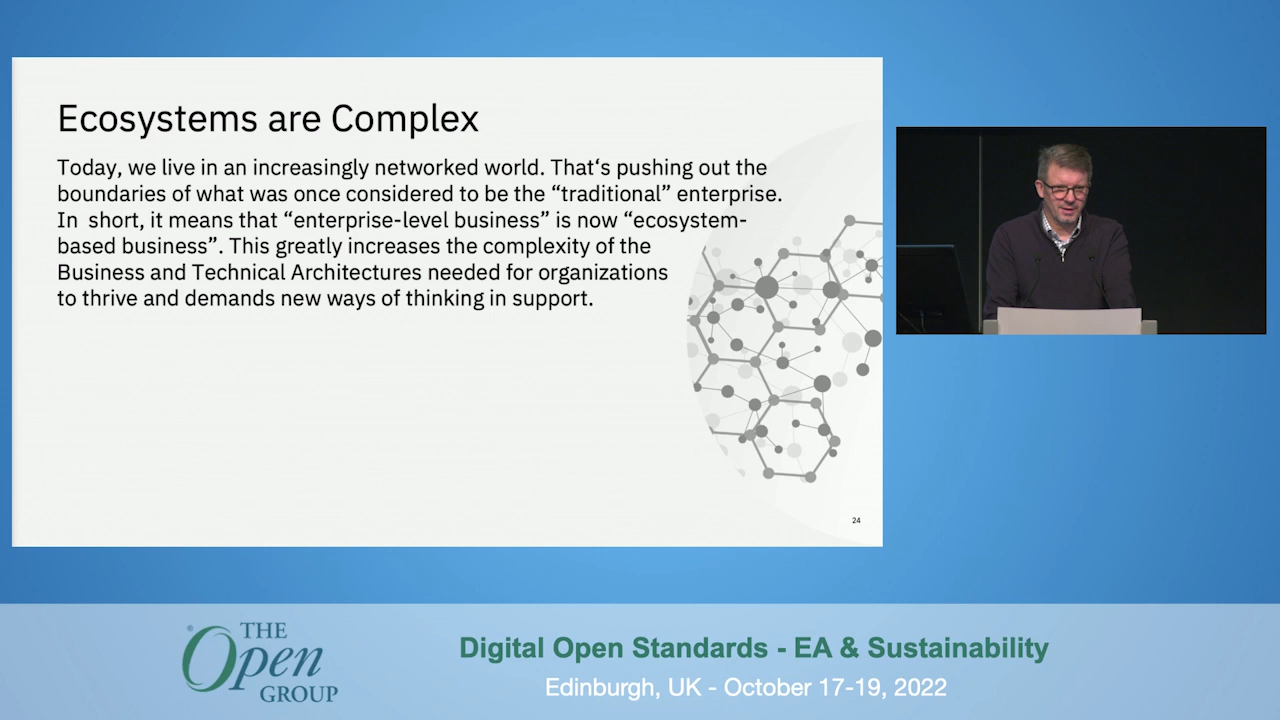 Ecosystems are Complex
Today, we live in an increasingly networked world. That‘s pushing out the
boundaries of what was once considered to be the “traditional” enterprise.
In  short, it means that “enterprise-level business” is now “ecosystem-
based business”. This greatly increases the complexity of the
Business and Technical Architectures needed for organizations
to thrive and demands new ways of thinking in support.
24
THE
Open
GROUP
®
Digital Open Standards - EA & Sustainability
Edinburgh, UK - October 17-19, 2022